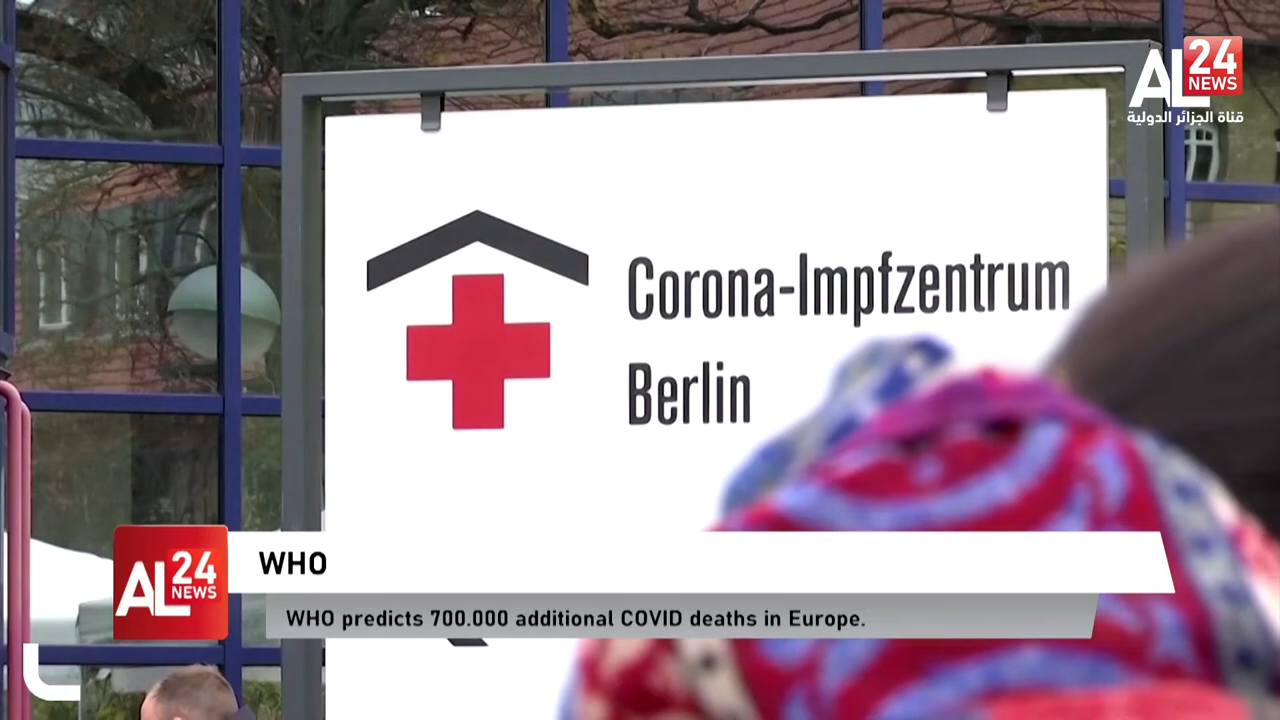 AL 24 NEWS
قناة الجزائر الدولية
Corona-Impfzentrum
Berlin
AL 24 NEWS
WHO
WHO predicts 700.000 additional COVID deaths in Europe.